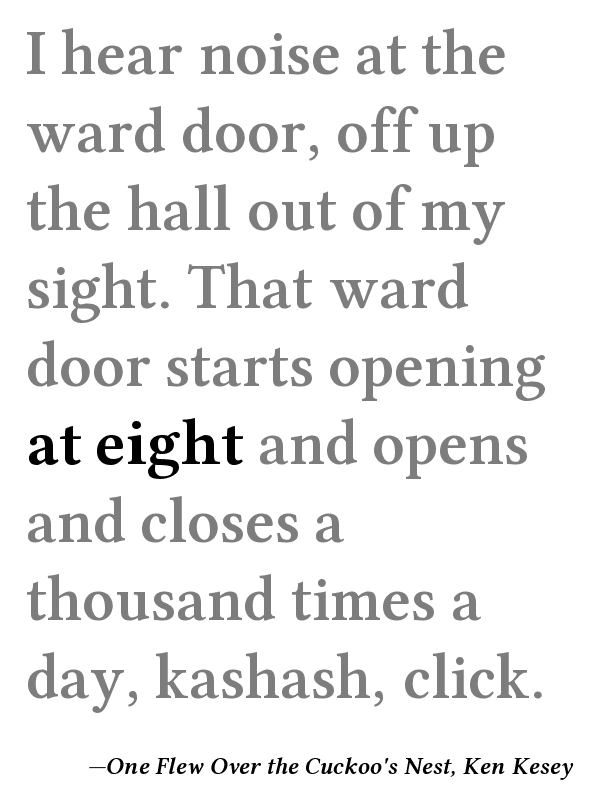 I hear noise at the
ward door, off up
the hall out of my
sight. That ward
door starts opening
at eight and opens
and closes a
thousand times a
day, kashash, click.
—One Flew Over the Cuckoo's Nest, Ken Kesey